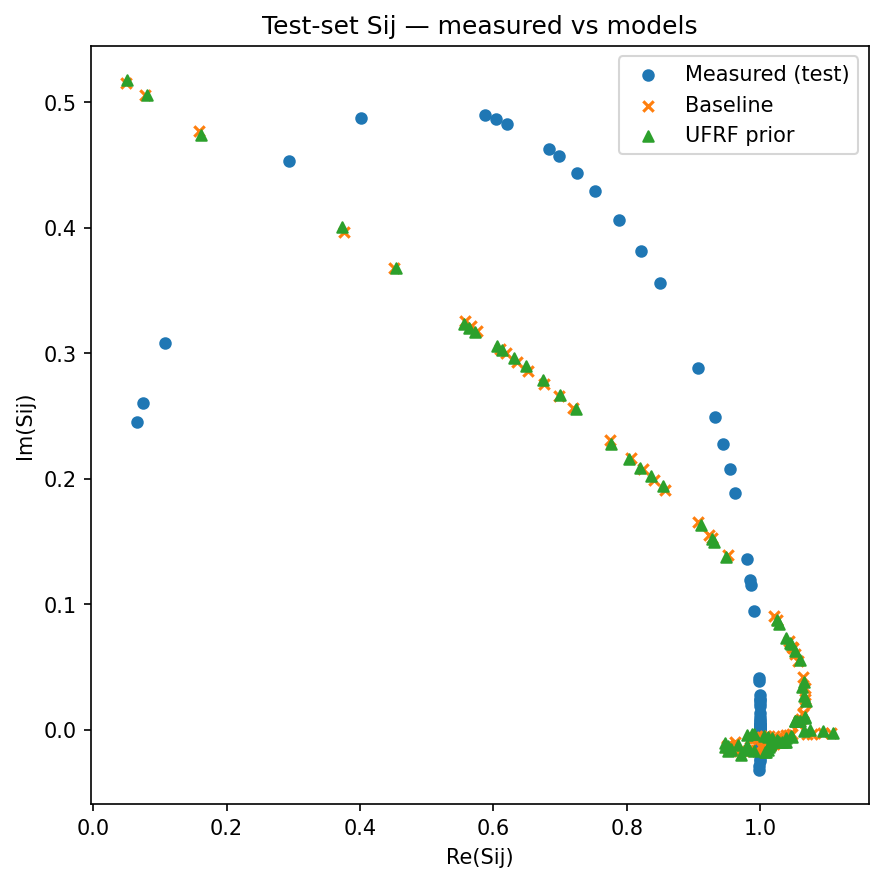 Test-set Sij — measured vs models
Measured (test)
Baseline
UFRF prior
Im(Sij)
0.5
0.4
0.3
0.2
0.1
0.0
0.0
0.2
0.4
0.6
0.8
1.0
Re(Sij)